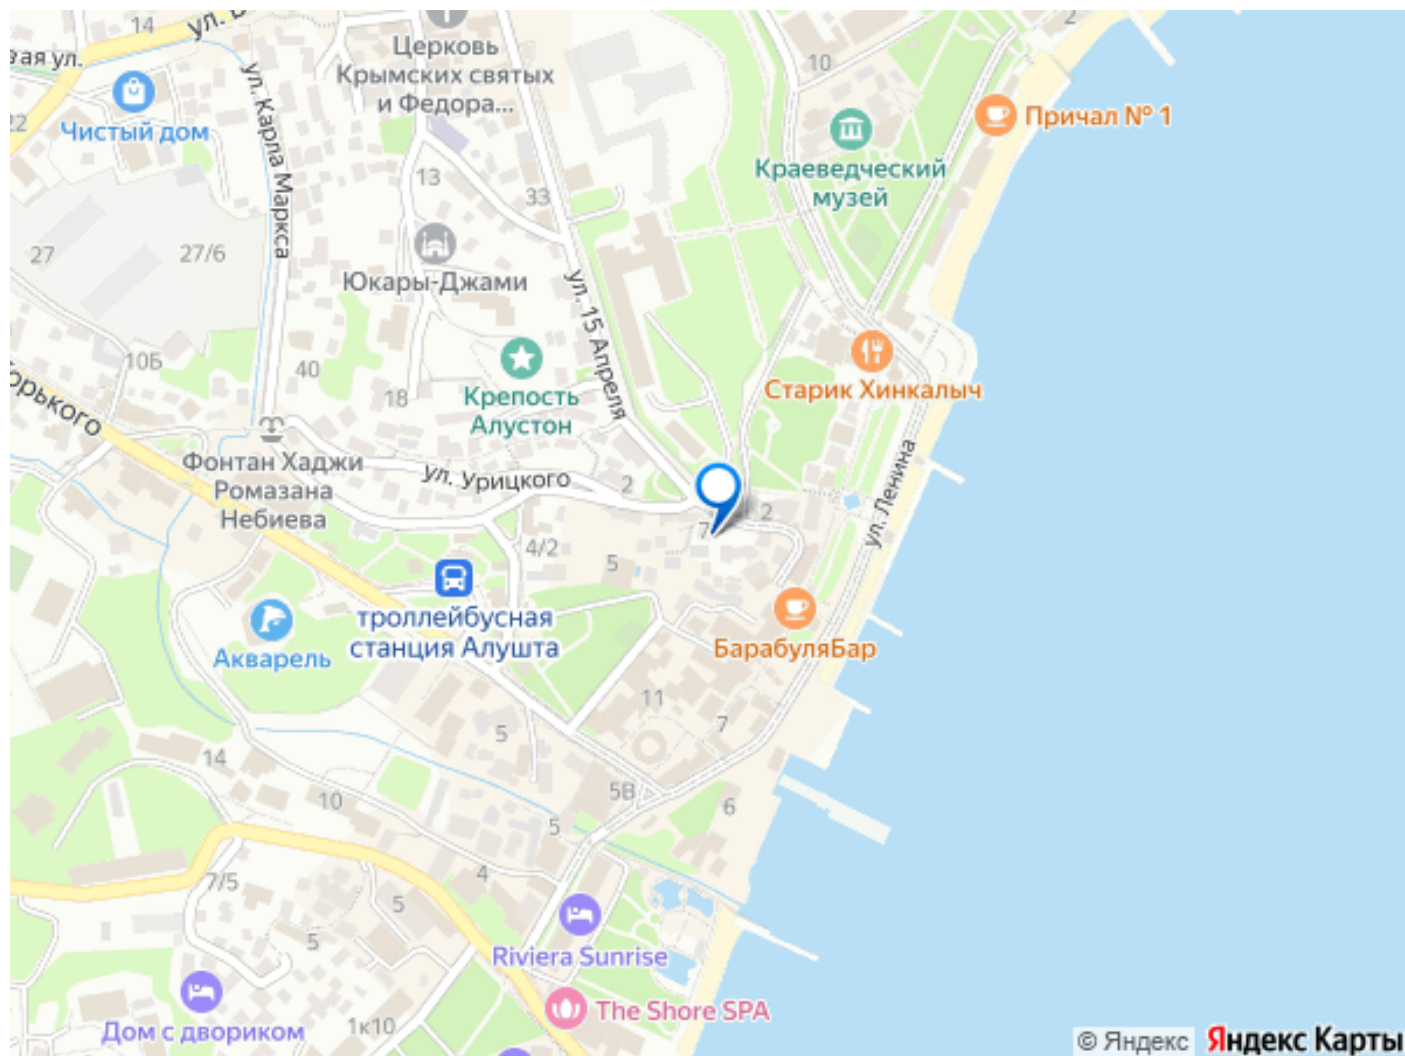 14
ул.
вая ул.
Церковь
Крымских святых
и Федора...
2
10
Чистый дом
22
ул. Карла Маркса
Причал № 1
Краеведческий
музей
13
33
27
27/6
Юкары-Джами
ул. 15 Апреля
10Б
40
18
Крепость
Алустон
Старик Хинкалыч
орького
Фонтан Хаджи
Ромазана
Небиева
ул. Урицкого
2
ул. Ленина
7
2
4/2
5
троллейбусная
станция Алушта
Акварель
БарабуляБар
11
7
5
14
10
5В
6
5
4
7/5
5
5
Riviera Sunrise
The Shore SPA
Дом с двориком
1к10
© Яндекс
Яндекс Карты